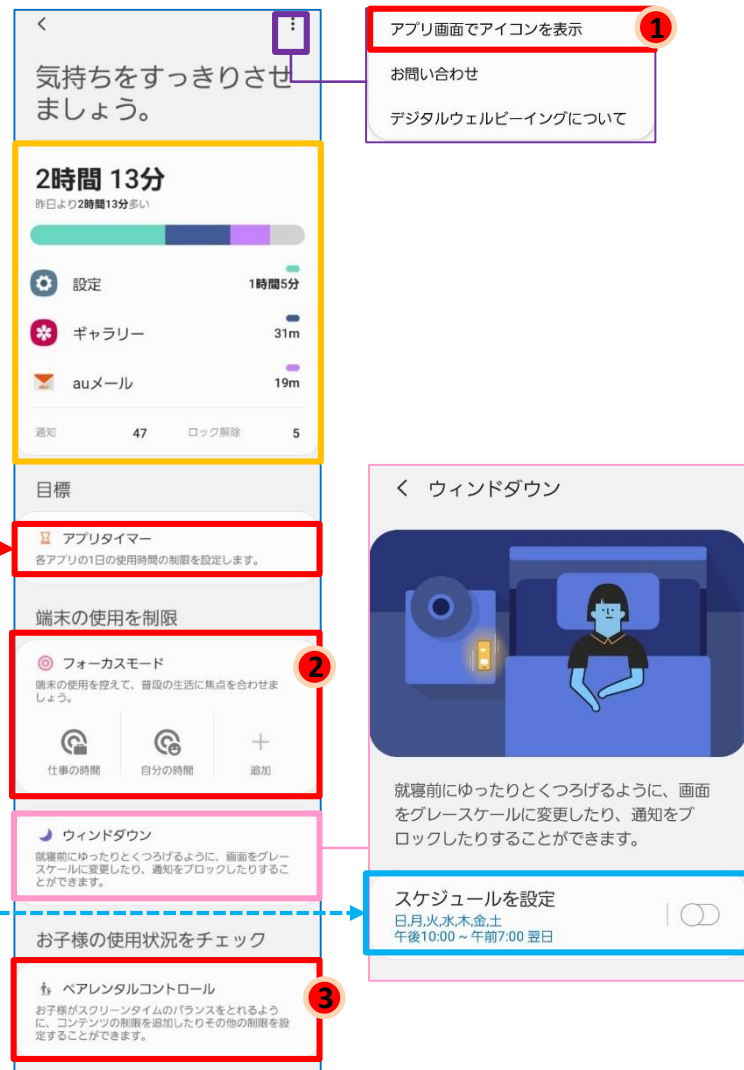 気持ちをすっきりさせ
ましょう。
アプリ画面でアイコンを表示
1
お問い合わせ
デジタルウェルビーイングについて
2時間 13分
昨日より2時間13分多い
設定 1時間5分
ギャラリー 31m
auメール 19m
通知 47 ロック解除 5
目標
アプリタイマー
各アプリの1日の使用時間の制限を設定します。
端末の使用を制限
フォーカスモード
2
端末の使用を控えて、普段の生活に焦点を合わせま
しょう。
仕事の時間 自分の時間 追加
ウィンドダウン
就寝前にゆったりとくつろげるように、画面をグレー
スケールに変更したり、通知をブロックしたりするこ
とができます。
お子様の使用状況をチェック
ペアレンタルコントロール
3
お子様がスクリーンタイムのバランスをとれるよう
に、コンテンツの制限を追加したりその他の制限を設
定することができます。
ウィンドダウン
就寝前にゆったりとくつろげるように、画面
をグレースケールに変更したり、通知をブ
ロックしたりすることができます。
スケジュールを設定
日,月,火,水,木,金,土
午後10:00 ~ 午前7:00 翌日